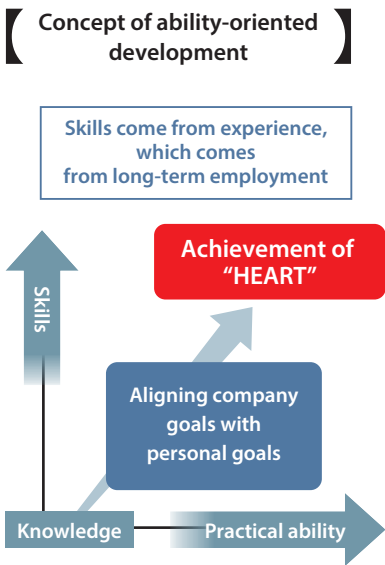 Concept of ability-oriented
development
Skills come from experience,
which comes
from long-term employment
Achievement of
“HEART”
Skills
Aligning company
goals with
personal goals
Knowledge
Practical ability